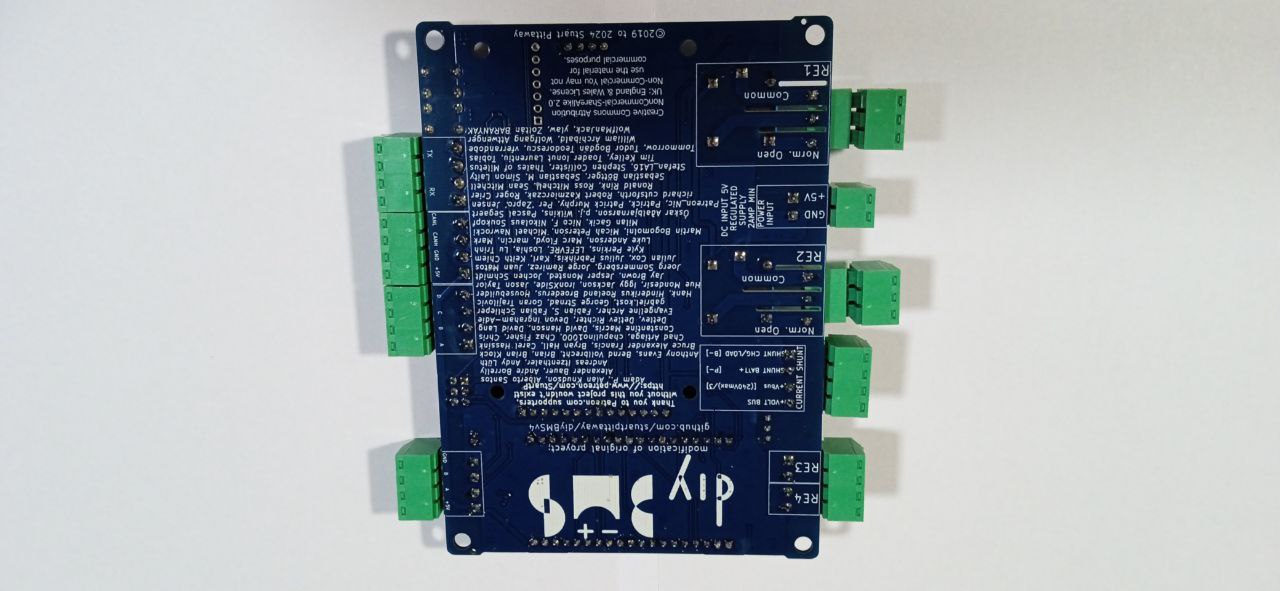 diyBMS
- +
modification of original proyect;
github.com/stuartpittaway/diyBMSv4
Thank you to Patreon.com supporters,
without you this project wouldn't exist!
https://www.patreon.com/StuartP
Adam P., Alan Knudson, Alberto Santos
Alexander Bauer, Andre Borrelly
Andreas Itzenthaler, Andy Lüth
Anthony Evans, Bernd Vollbrecht, Brian, Brian Klock
Bruce Alexander Francis, Bryan Hall, Carel Hassink
Chad Artiaga, chapulino1000, Chaz Fisher, Chris
Constantine Macris, David Hanson, David Lang
Detlev, Detlev Richter, Devon Ingraham-Adie
Evangeline Archer, Fabian S, Fabian Schlieper
gabriel.kost, George Strnad, Goran Trajilovic
Hank, Hinderikus Roeland Broederus, Housebuilder
Hue Mondesir, Iggy Jackson, IronXSide, Jason Taylor
Jay Brown, Jesper Monsted, Jochen Schmidt
Joerg Sommersberg, Jorge Ramirez, Juan Matos
Julian Cox, Julius Pabrinkis, Karl, Keith Chiem
Kyle Perkins, LEFEVRE, Loshia, Lu Trinh
Luke Anderson, Marc Floyd, marcin, Mark
Martin Bogomolni, Micah Peterson, Michael Nawrocki
Milan Gacik, Nico F, Nikolaus Soukopf
Óskar Aðalbjarnarson, p.j. Wilkins, Pascal Segaert
Patreon_Nic, Patrick, Patrick Murphy, Per 'Zapro' Jensen
richard cutsforth, Robert Kazmierczak, Roger Crier
Ronald Rink, Ross Mitchell, Sean Mitchell
Sebastian Böttger, Sebastian M, Simon Laity
Stefan_LA16, Stephen Collister, Thales of Miletus
Tim Kelley, Toader Ionut Laurentiu, Tobias
Tommorrow, Tudor Bogdan Teodorescu, vferrandobe
William Archibald, Wolfgang Attwenger
WolfManJack, ylaw, Zoltán BARANYAK
Creative Commons Attribution
NonCommercial-ShareAlike 2.0
UK: England & Wales License.
Non-Commercial You may not
use the material for
commercial purposes.
©2019 to 2024 Stuart Pittaway
RE4
RE3
CURRENT SHUNT
+VOLT BUS
+Vbus [(240Vmax)/3]
SHUNT BATT+ [P-]
SHUNT CHG/LOAD [B-]
Norm. Open
Common
RE2
GND
+5V
DC INPUT 5V
REGULATED
SUPPLY
2AMP MIN
POWER
INPUT
Norm. Open
Common
RE1
+5V
A
B
GND
A
B
C
D
+5V
GND
CANH
CANL
RX
TX